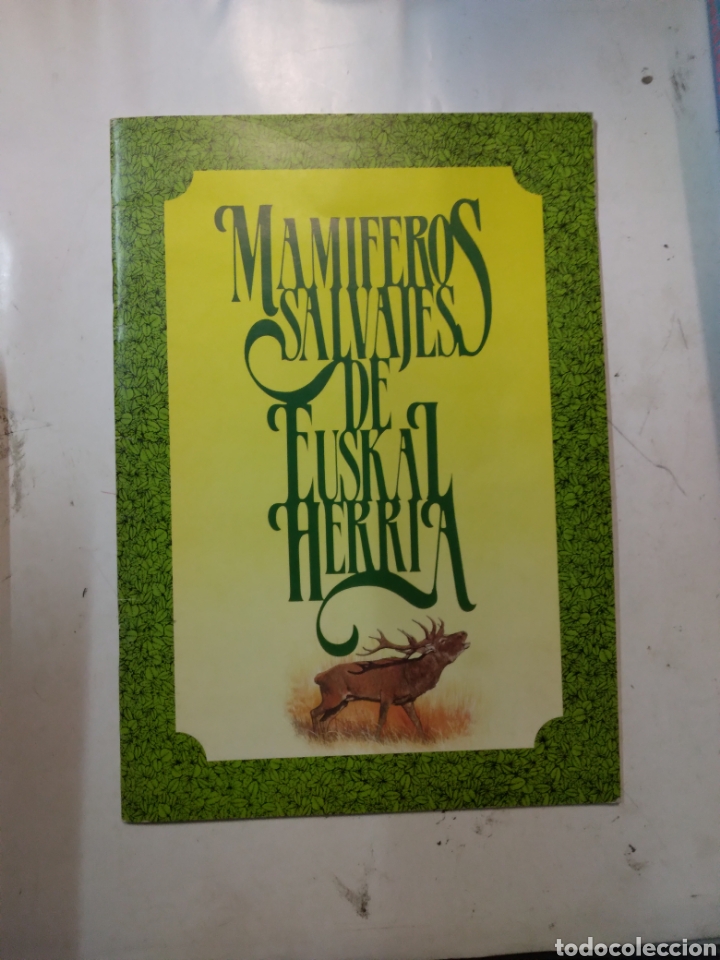 MAMIFEROS
SALVAJES
DE
EUSKAL
HERRIA
todocoleccion